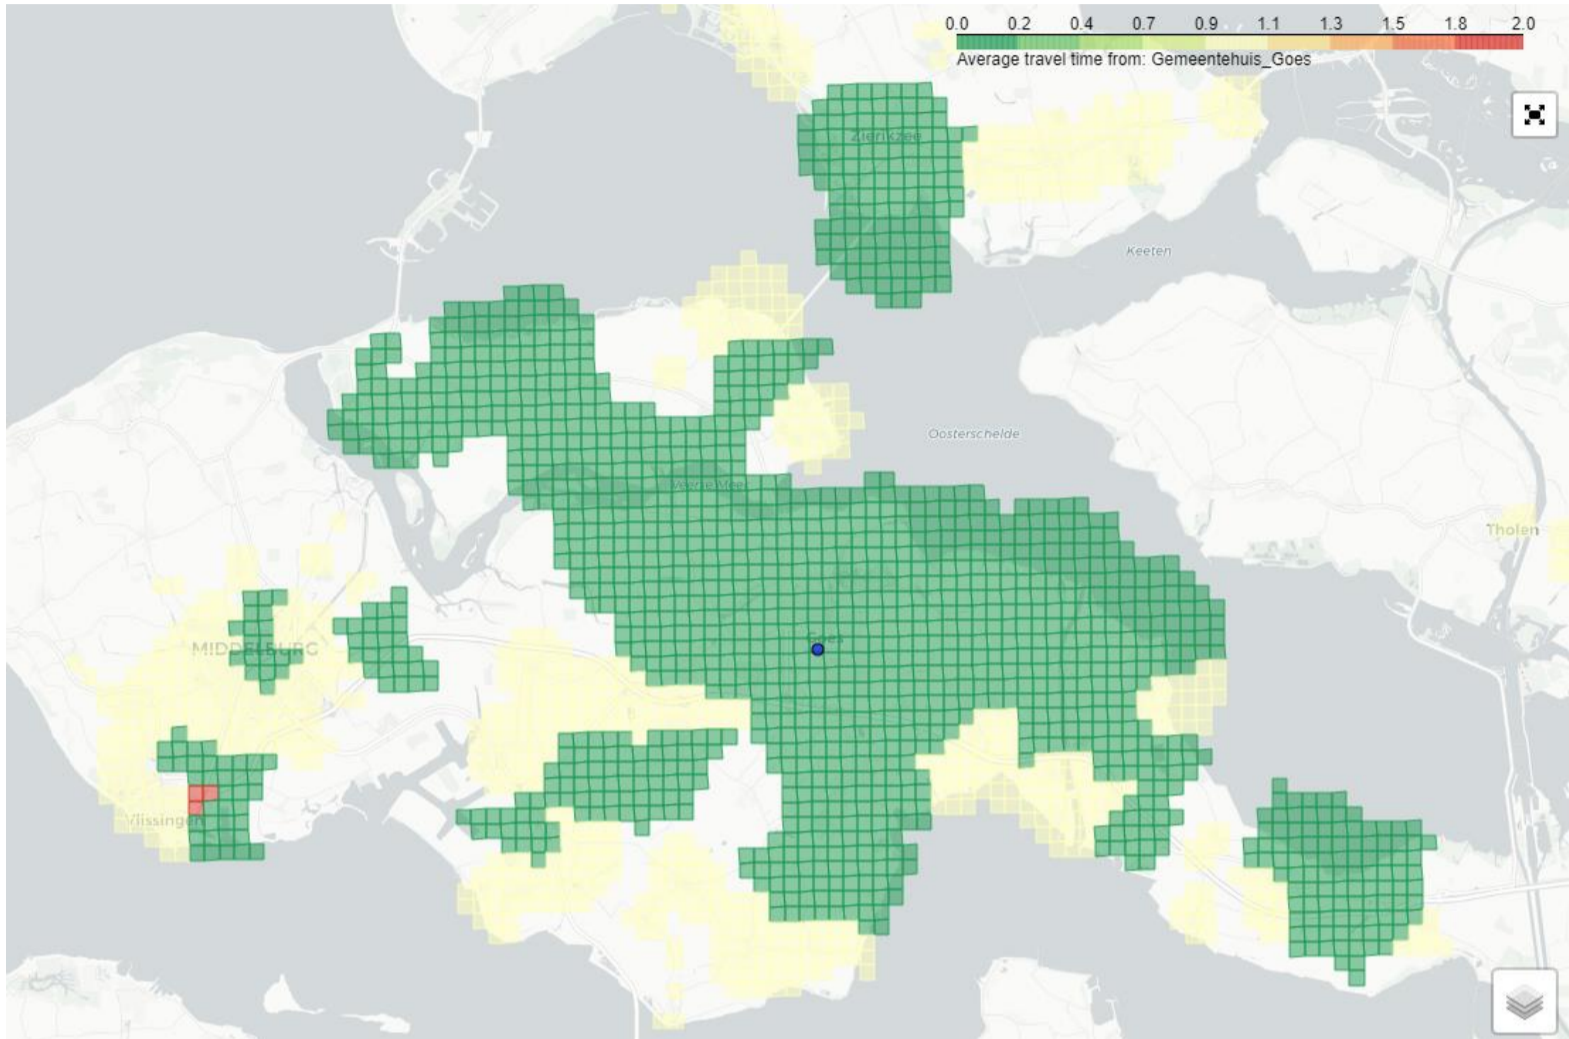 0.0 0.2 0.4 0.7 0.9 1.1 1.3 1.5 1.8 2.0
Average travel time from: Gemeentehuis_Goes
Zierikzee
Keeten
Oosterschelde
Veerse Meer
Tholen
Goes
MIDDELBURG
Vlissingen